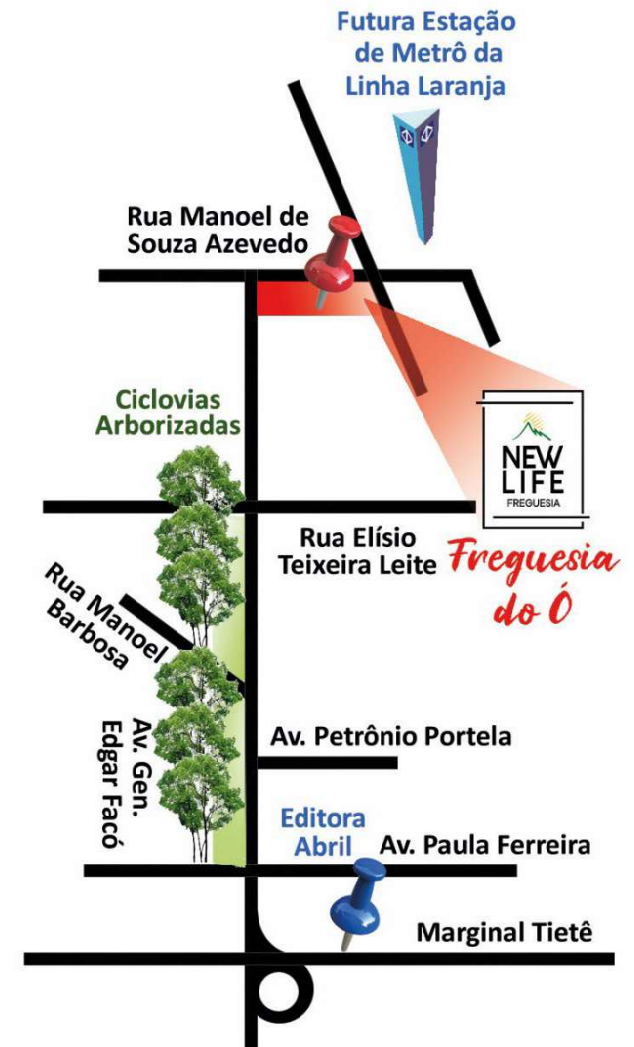 Futura Estação
de Metrô da
Linha Laranja
Rua Manoel de
Souza Azevedo
Ciclovias
Arborizadas
NEW
LIFE
FREGUESIA
Rua Elísio
Teixeira Leite
Freguesia
do Ó
Rua Manoel
Barbosa
Av. Gen.
Edgar Facó
Av. Petrônio Portela
Editora
Abril
Av. Paula Ferreira
Marginal Tietê